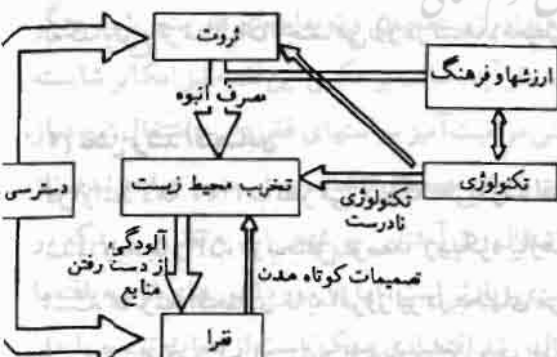 ثروت
ارزشها و فرهنگ
مصرف انبوه
تکنولوژی
تخریب محیط زیست
دسترسی
تکنولوژی
نادرست
آلودگی؛
از دست رفتن
منابع
تصمیمات کوتاه مدن
فقرا